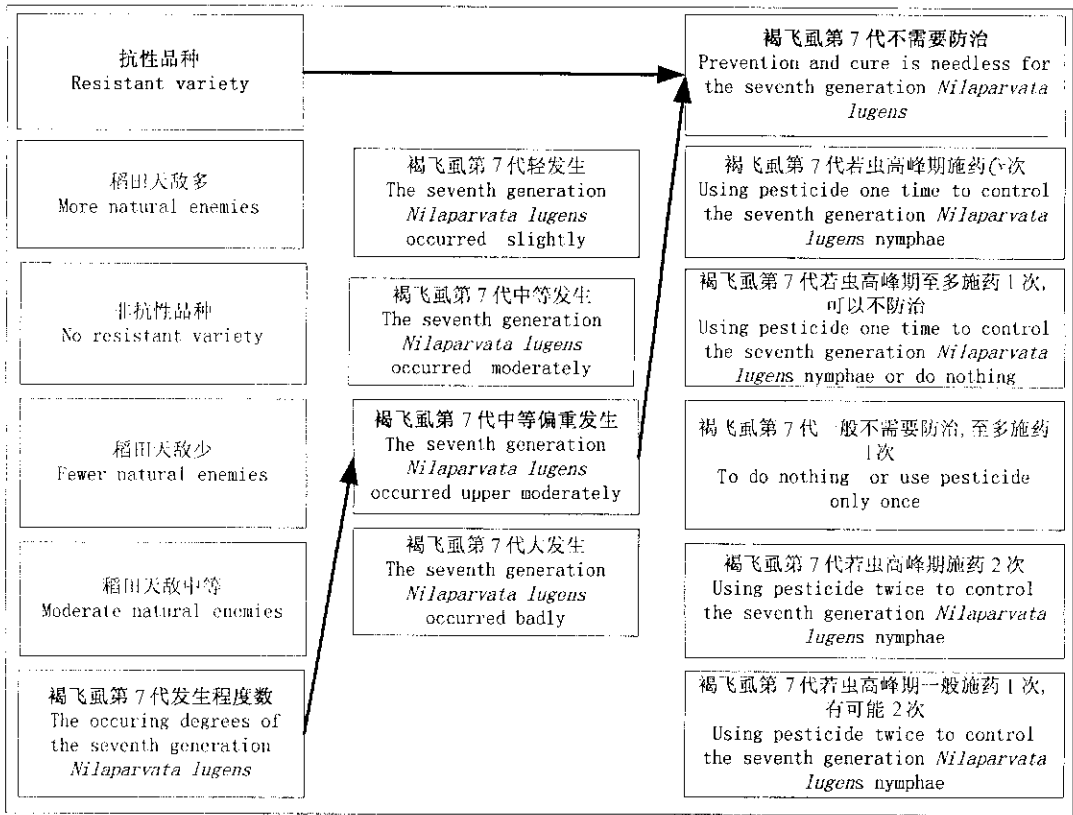 抗性品种
Resistant variety
稻田天敌多
More natural enemies
非抗性品种
No resistant variety
稻田天敌少
Fewer natural enemies
稻田天敌中等
Moderate natural enemies
褐飞虱第7代发生程度数
The occuring degrees of
the seventh generation
Nilaparvata lugens
褐飞虱第7代轻发生
The seventh generation
Nilaparvata lugens
occurred slightly
褐飞虱第7代中等发生
The seventh generation
Nilaparvata lugens
occurred moderately
褐飞虱第7代中等偏重发生
The seventh generation
Nilaparvata lugens
occurred upper moderately
褐飞虱第7代大发生
The seventh generation
Nilaparvata lugens
occurred badly
褐飞虱第7代不需要防治
Prevention and cure is needless for
the seventh generation Nilaparvata
lugens
褐飞虱第7代若虫高峰期施药次
Using pesticide one time to control
the seventh generation Nilaparvata
lugens nymphae
褐飞虱第7代若虫高峰期至多施药1次,
可以不防治
Using pesticide one time to control
the seventh generation Nilaparvata
lugens nymphae or do nothing
褐飞虱第7代一般不需要防治,至多施药
1次
To do nothing or use pesticide
only once
褐飞虱第7代若虫高峰期施药2次
Using pesticide twice to control
the seventh generation Nilaparvata
lugens nymphae
褐飞虱第7代若虫高峰期一般施药1次,
有可能2次
Using pesticide twice to control
the seventh generation Nilaparvata
lugens nymphae